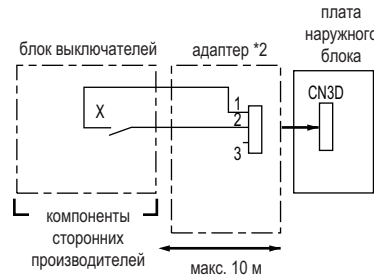 плата
наружного
блока
блок выключателей
адаптер *2
CN3D
X
1
2
3
компоненты
сторонних
производителей
макс. 10 м